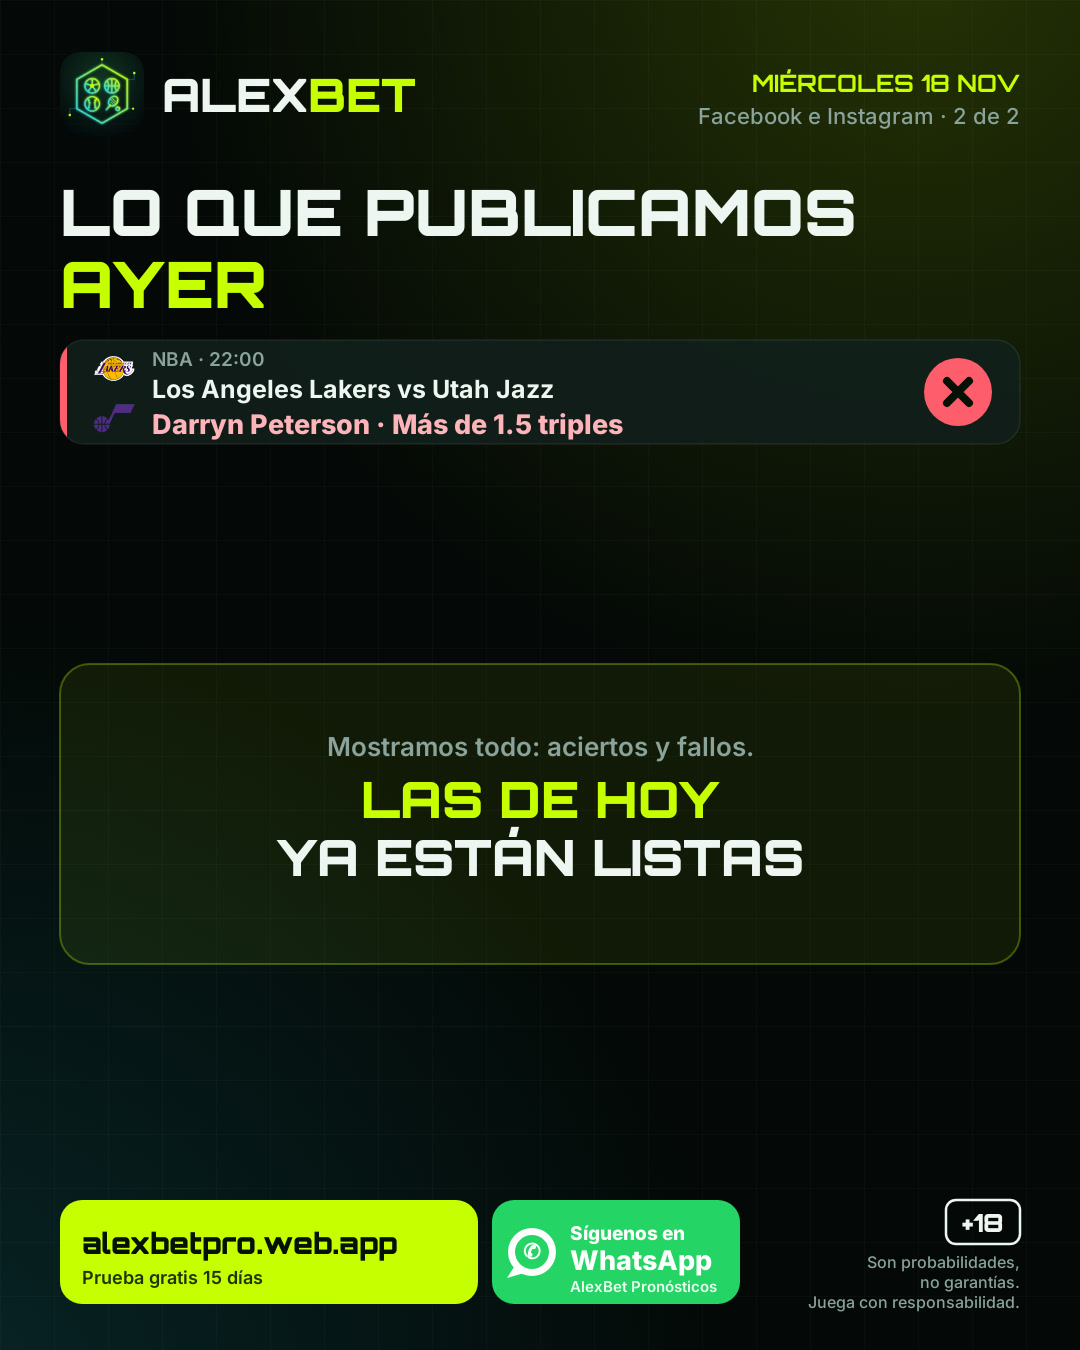 ALEXBET
MIÉRCOLES 18 NOV
Facebook e Instagram · 2 de 2
LO QUE PUBLICAMOS
AYER
NBA · 22:00
LAKERS
Los Angeles Lakers vs Utah Jazz
Darryn Peterson · Más de 1.5 triples
Mostramos todo: aciertos y fallos.
LAS DE HOY
YA ESTÁN LISTAS
alexbetpro.web.app
Prueba gratis 15 días
Síguenos en
WhatsApp
AlexBet Pronósticos
+18
Son probabilidades,
no garantías.
Juega con responsabilidad.